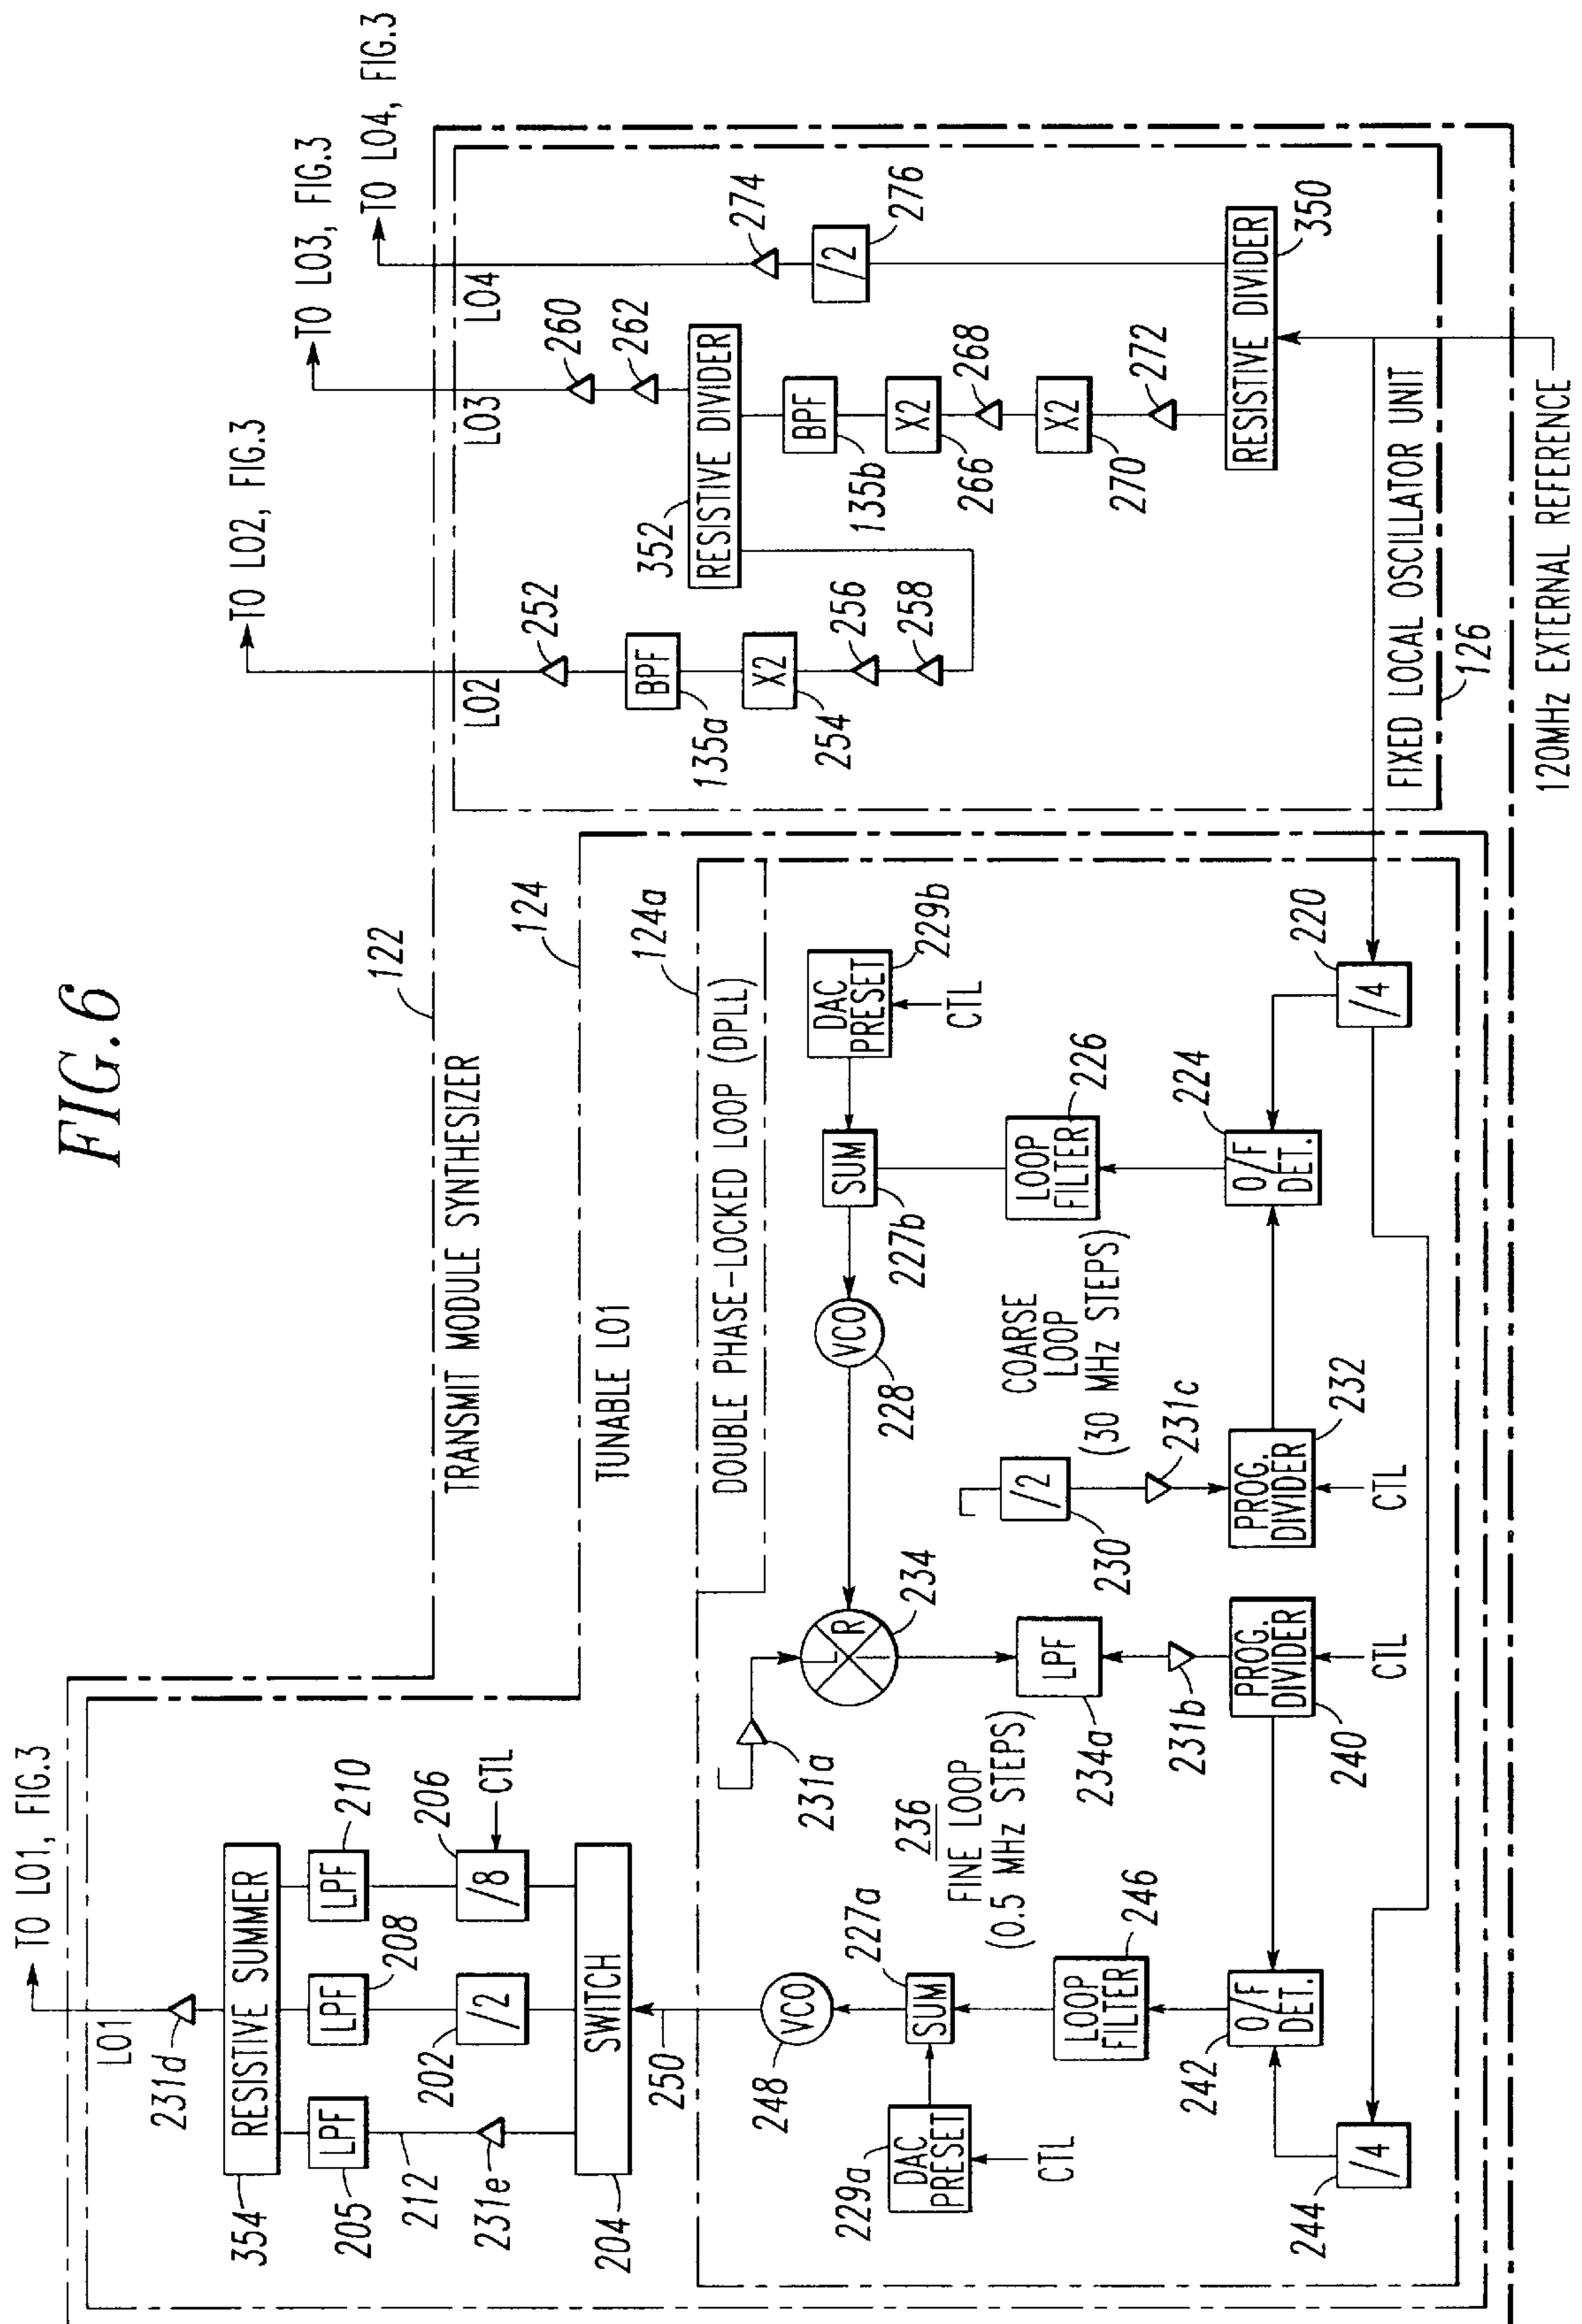 FIG.6
122
TRANSMIT MODULE SYNTHESIZER
124
TUNABLE LO1
124a
DOUBLE PHASE-LOCKED LOOP (DPLL)
TO LO1, FIG.3
LO1
231d
354
RESISTIVE SUMMER
205
LPF
LPF
208
LPF
210
212
202
/2
/8
206
CTL
231e
204
SWITCH
250
248
VCO
227a
SUM
229a
DAC
PRESET
CTL
LOOP
FILTER
246
242
O/F
DET.
244
/4
236
FINE LOOP
(0.5 MHz STEPS)
231a
L
R
I
234
LPF
234a
231b
PROG.
DIVIDER
240
CTL
/2
230
231c
PROG.
DIVIDER
232
CTL
COARSE
LOOP
(30 MHz STEPS)
VCO
228
SUM
227b
DAC
PRESET
229b
CTL
LOOP
FILTER
226
O/F
DET.
224
/4
220
TO LO2, FIG.3
TO LO3, FIG.3
TO LO4, FIG.3
LO2
252
BPF
135a
X2
254
256
258
LO3
260
262
352
RESISTIVE DIVIDER
BPF
135b
X2
266
268
X2
270
272
LO4
274
/2
276
RESISTIVE DIVIDER
350
FIXED LOCAL OSCILLATOR UNIT
126
120MHz EXTERNAL REFERENCE